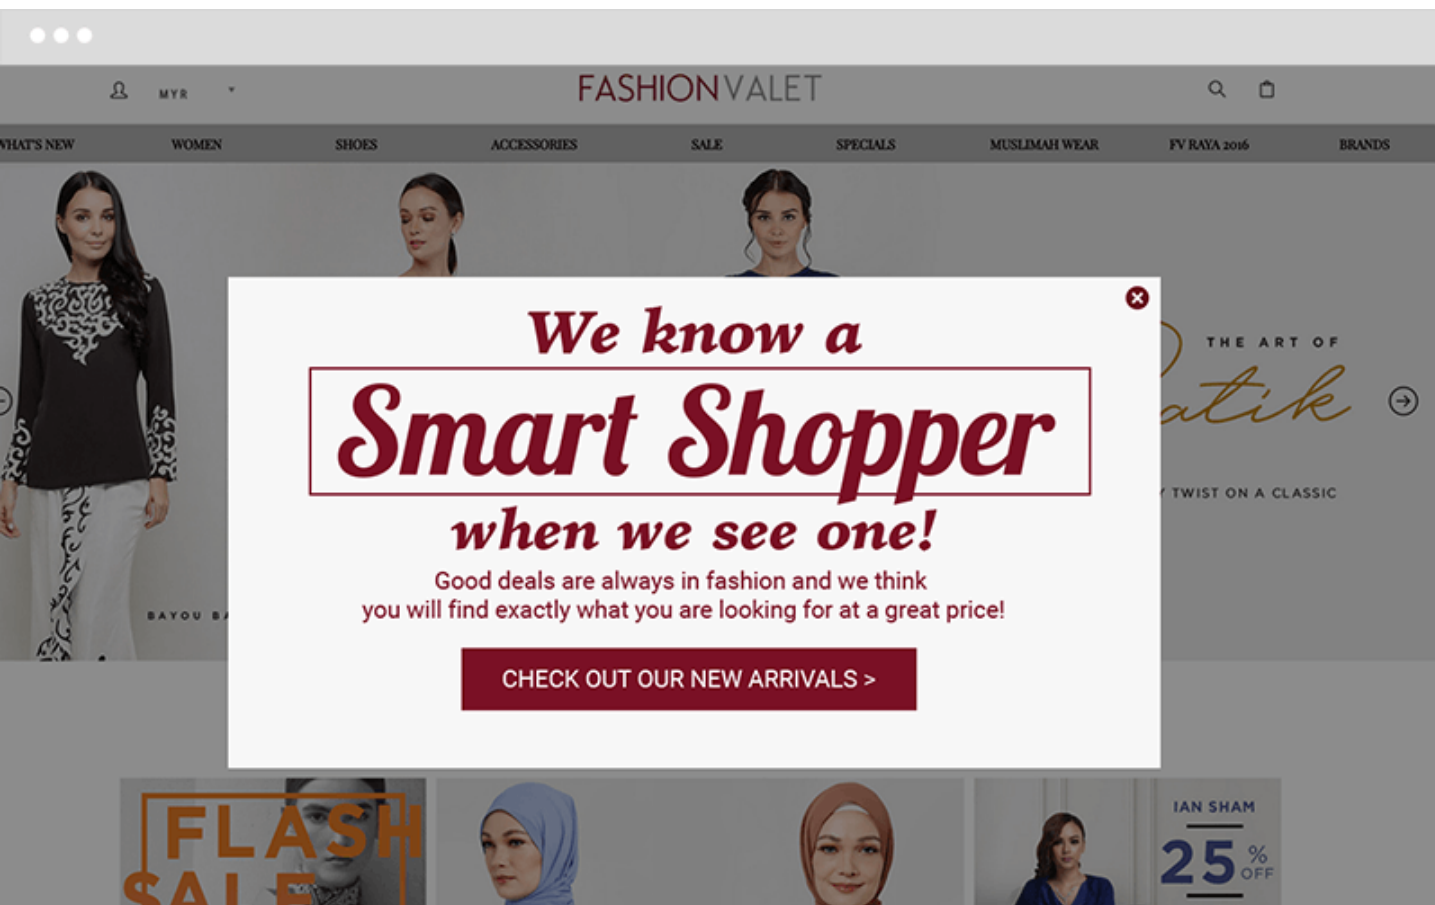 MYR
FASHIONVALET
WHAT'S NEW
WOMEN
SHOES
ACCESSORIES
SALE
SPECIALS
MUSLIMAH WEAR
FV RAYA 2016
BRANDS
We know a
Smart Shopper
when we see one!
Good deals are always in fashion and we think
you will find exactly what you are looking for at a great price!
CHECK OUT OUR NEW ARRIVALS >
THE ART OF
TWIST ON A CLASSIC
BAYOU
FLASH
SALE
IAN SHAM
25% OFF